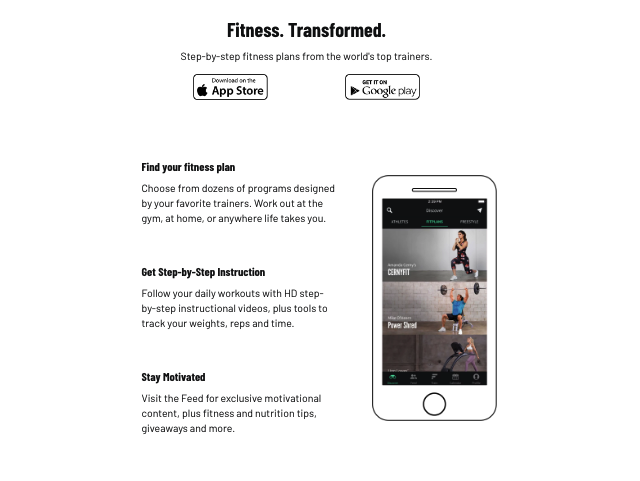 Fitness. Transformed.
Step-by-step fitness plans from the world's top trainers.
Download on the
App Store
GET IT ON
Google play
Find your fitness plan
Choose from dozens of programs designed
by your favorite trainers. Work out at the
gym, at home, or anywhere life takes you.
Get Step-by-Step Instruction
Follow your daily workouts with HD step-
by-step instructional videos, plus tools to
track your weights, reps and time.
Stay Motivated
Visit the Feed for exclusive motivational
content, plus fitness and nutrition tips,
giveaways and more.
Discover
ATHLETES FITPLANS FREESTYLE
CERNYFIT
Power Shred